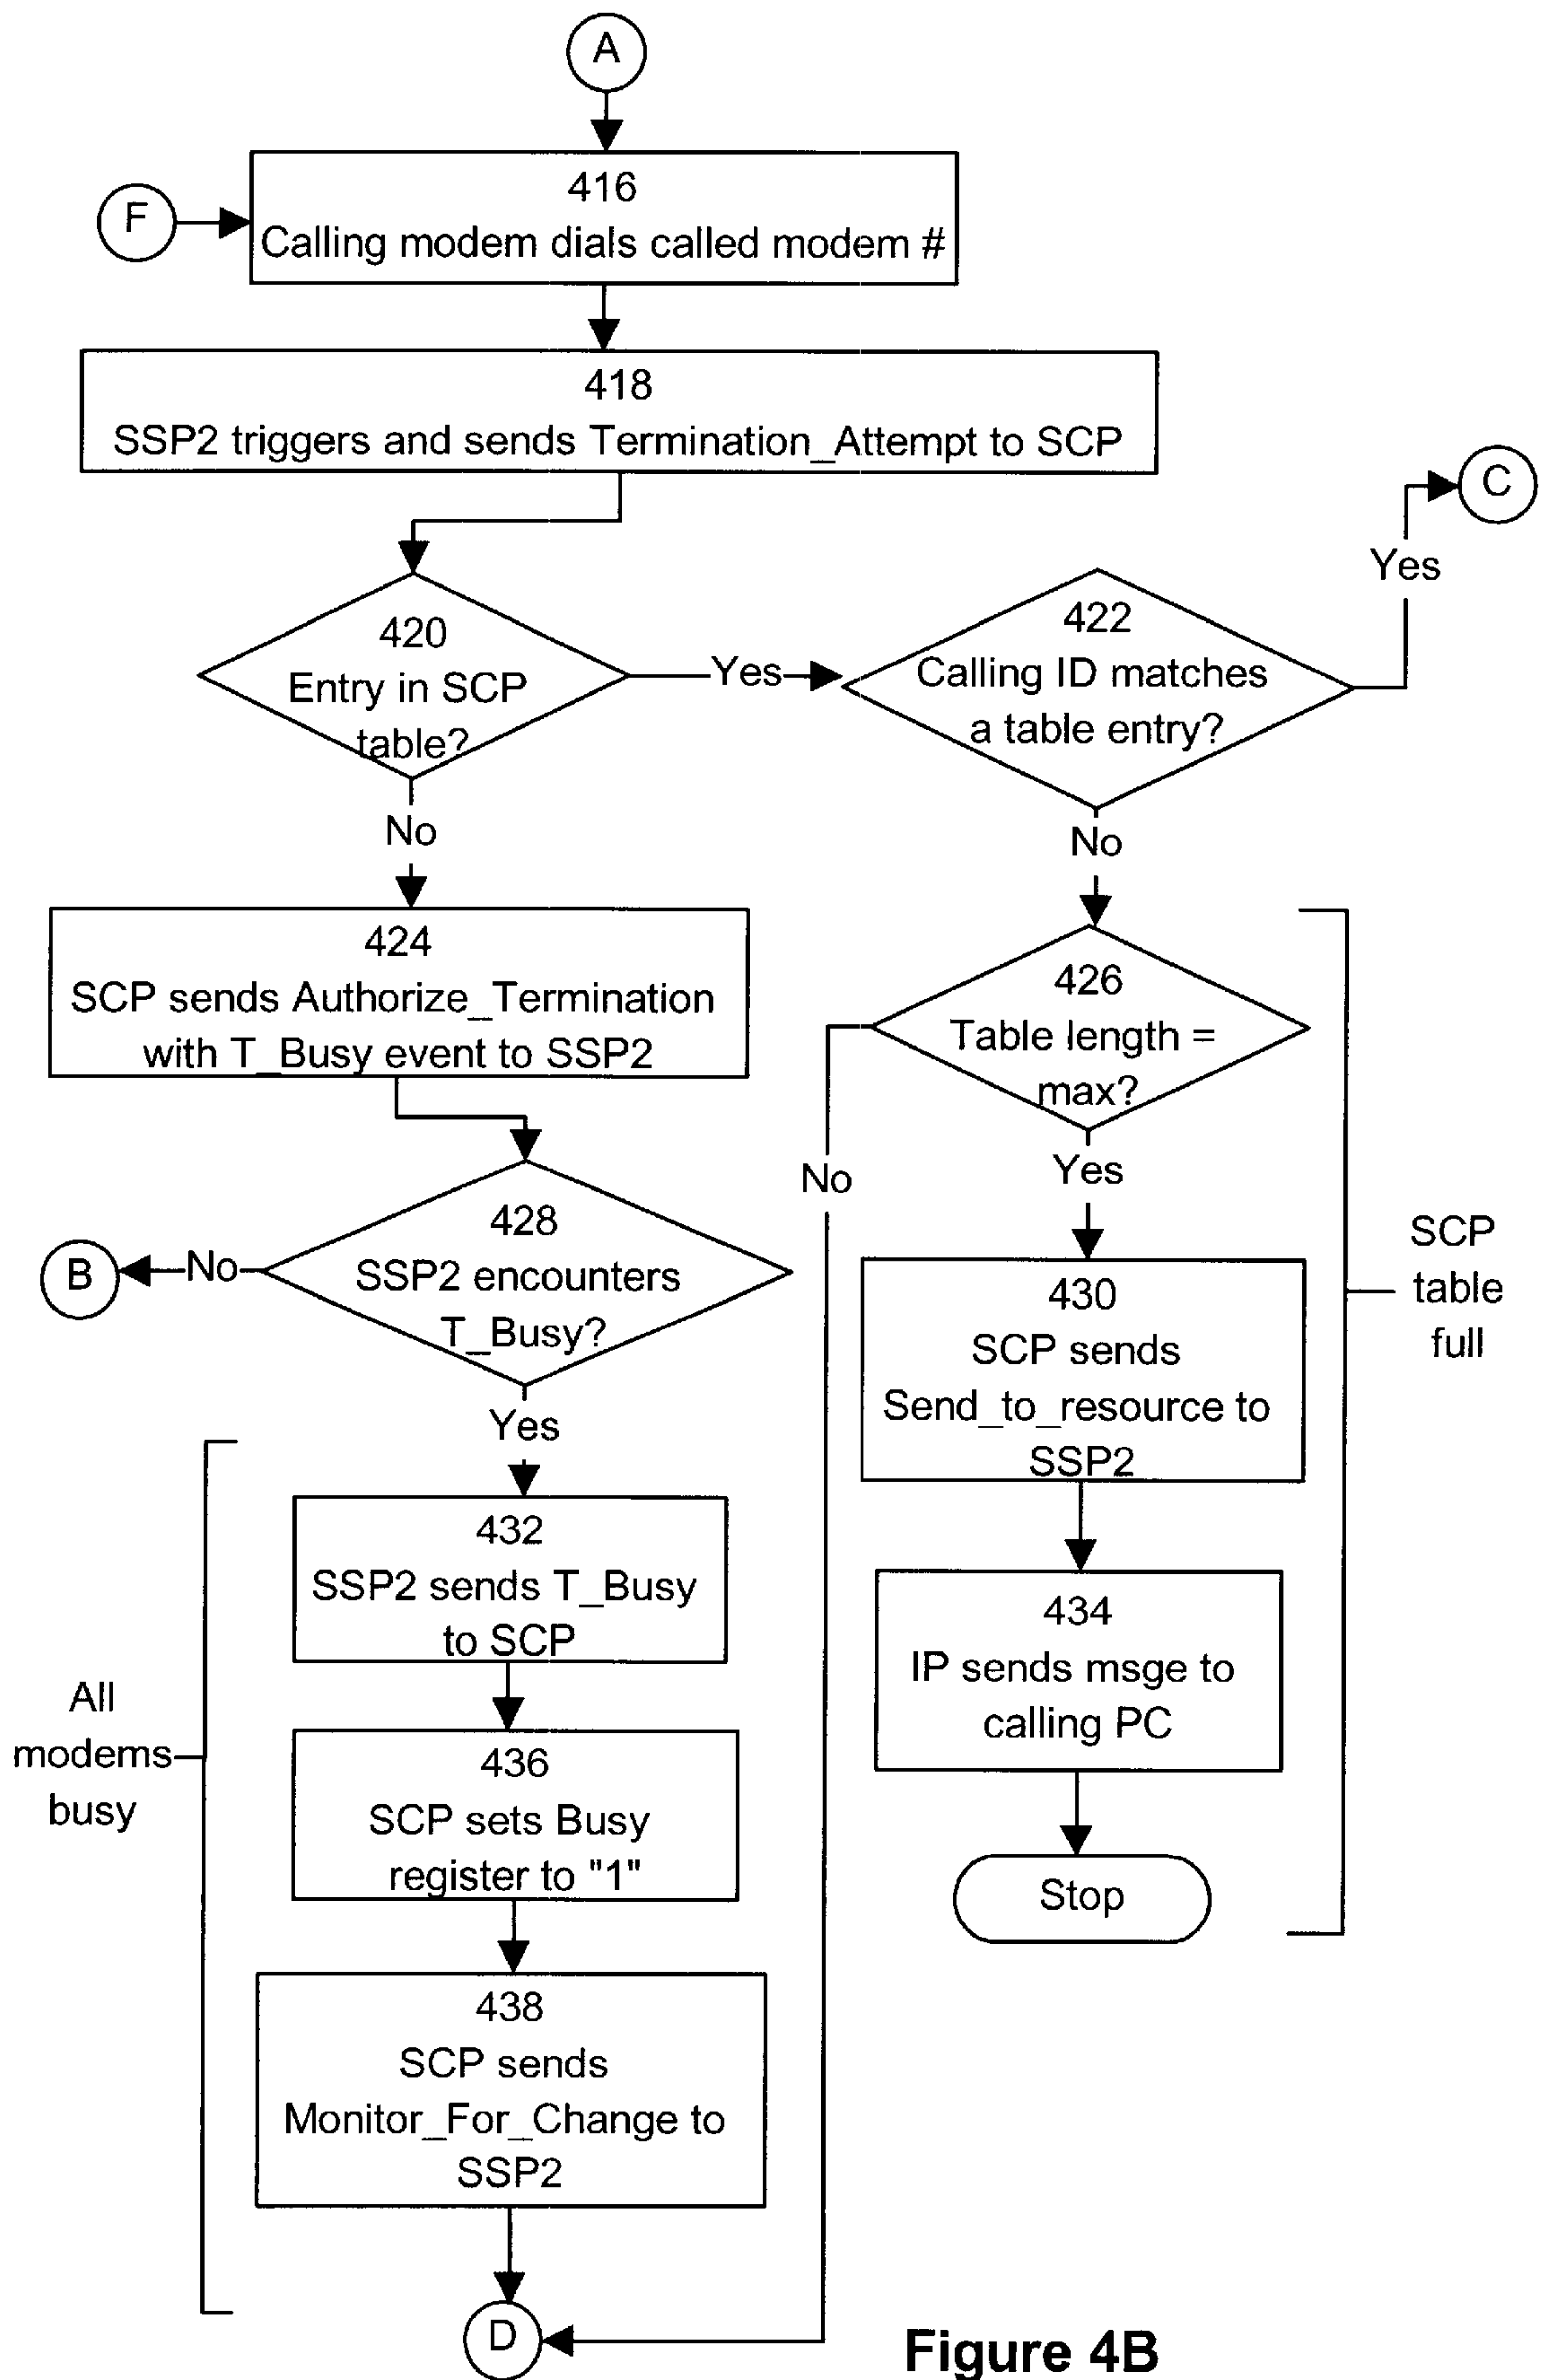 A
F
416
Calling modem dials called modem #
418
SSP2 triggers and sends Termination_Attempt to SCP
C
Yes
420
Entry in SCP
table?
Yes
422
Calling ID matches
a table entry?
No
No
424
SCP sends Authorize_Termination
with T_Busy event to SSP2
426
Table length =
max?
No
Yes
428
SSP2 encounters
T_Busy?
B
No
Yes
430
SCP sends
Send_to_resource to
SSP2
SCP
table
full
432
SSP2 sends T_Busy
to SCP
434
IP sends msge to
calling PC
All
modems
busy
436
SCP sets Busy
register to "1"
Stop
438
SCP sends
Monitor_For_Change to
SSP2
D
Figure 4B